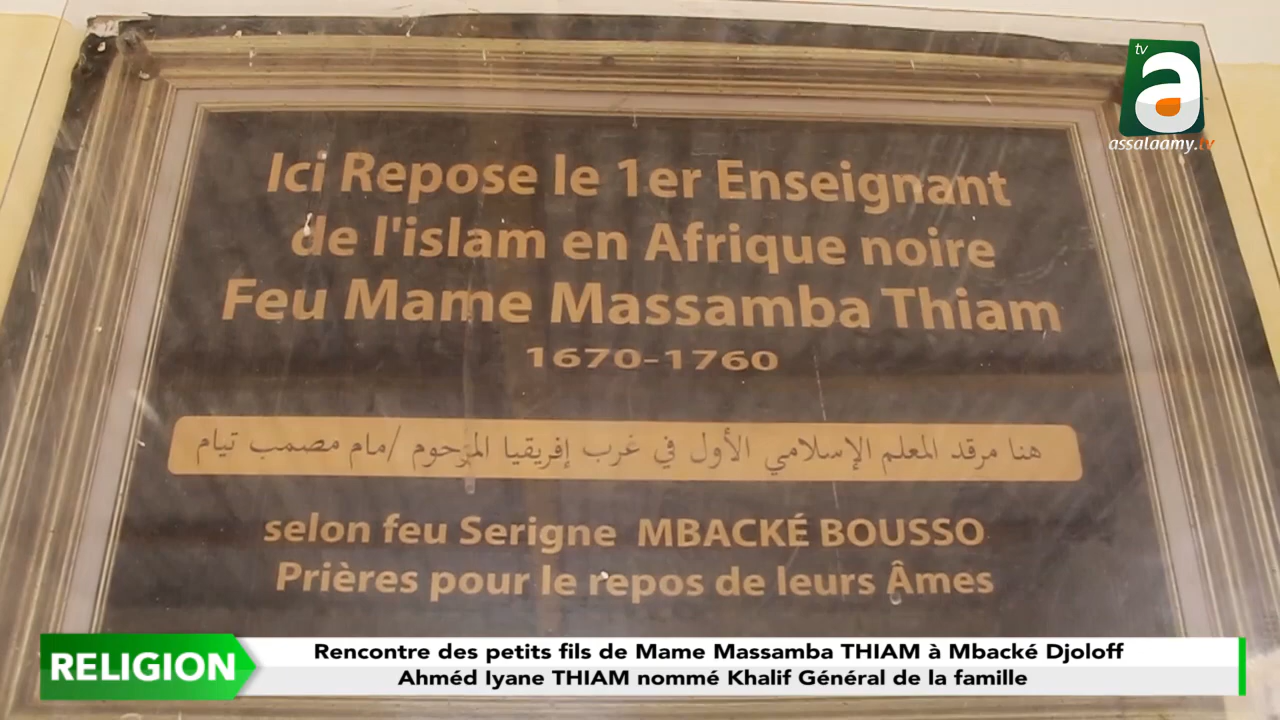 tv
a
assalaamy.tv
Ici Repose le 1er Enseignant
de l'islam en Afrique noire
Feu Mame Massamba Thiam
1670-1760
هنا مرقد المعلم الإسلامي الأول في غرب إفريقيا المرحوم /مام مصمب تيام
selon feu Serigne MBACKÉ BOUSSO
Prières pour le repos de leurs Âmes
RELIGION
Rencontre des petits fils de Mame Massamba THIAM à Mbacké Djoloff
Ahméd Iyane THIAM nommé Khalif Général de la famille